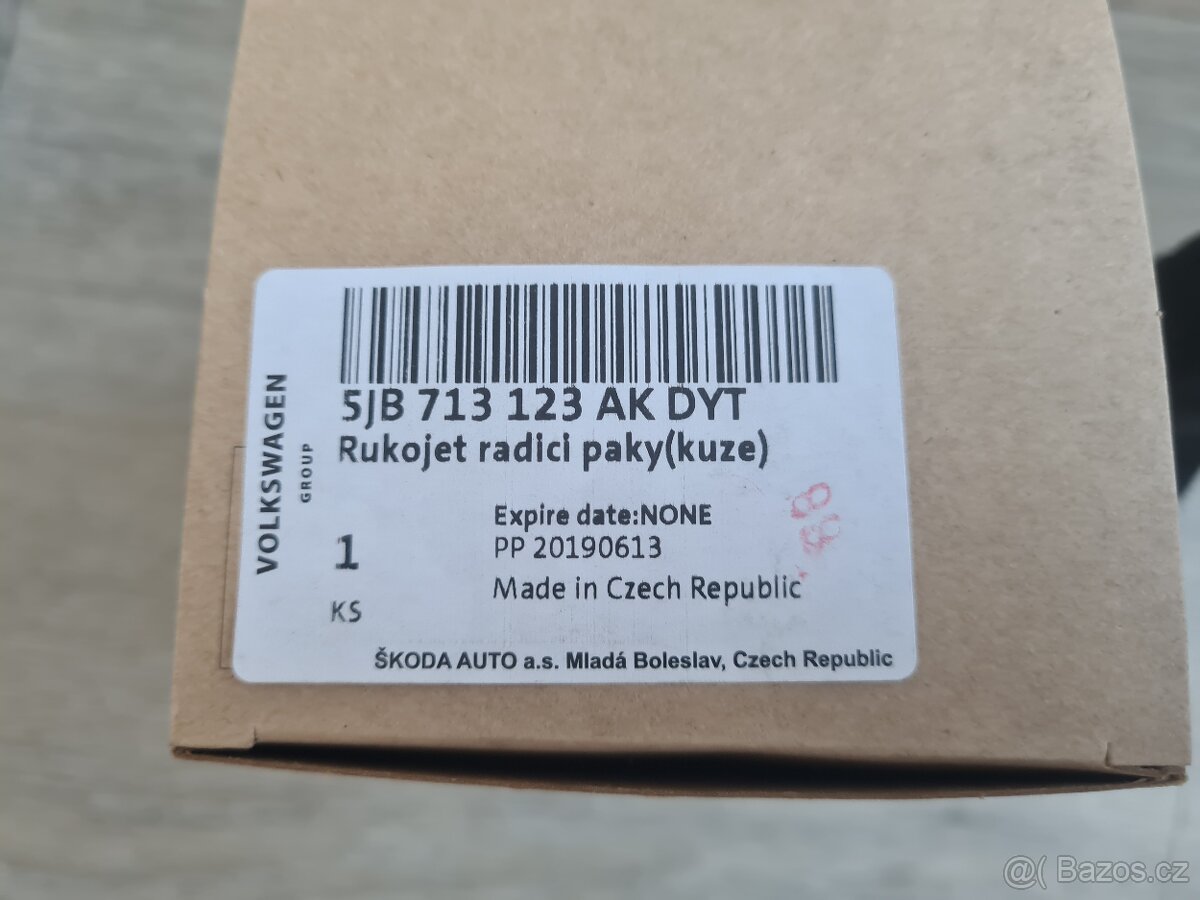 5JB 713 123 AK DYT
Rukojet radici paky(kuze)
VOLKSWAGEN
GROUP
Expire date:NONE
1
PP 20190613
KS
Made in Czech Republic
ŠKODA AUTO a.s. Mladá Boleslav, Czech Republic
@( Bazos.cz